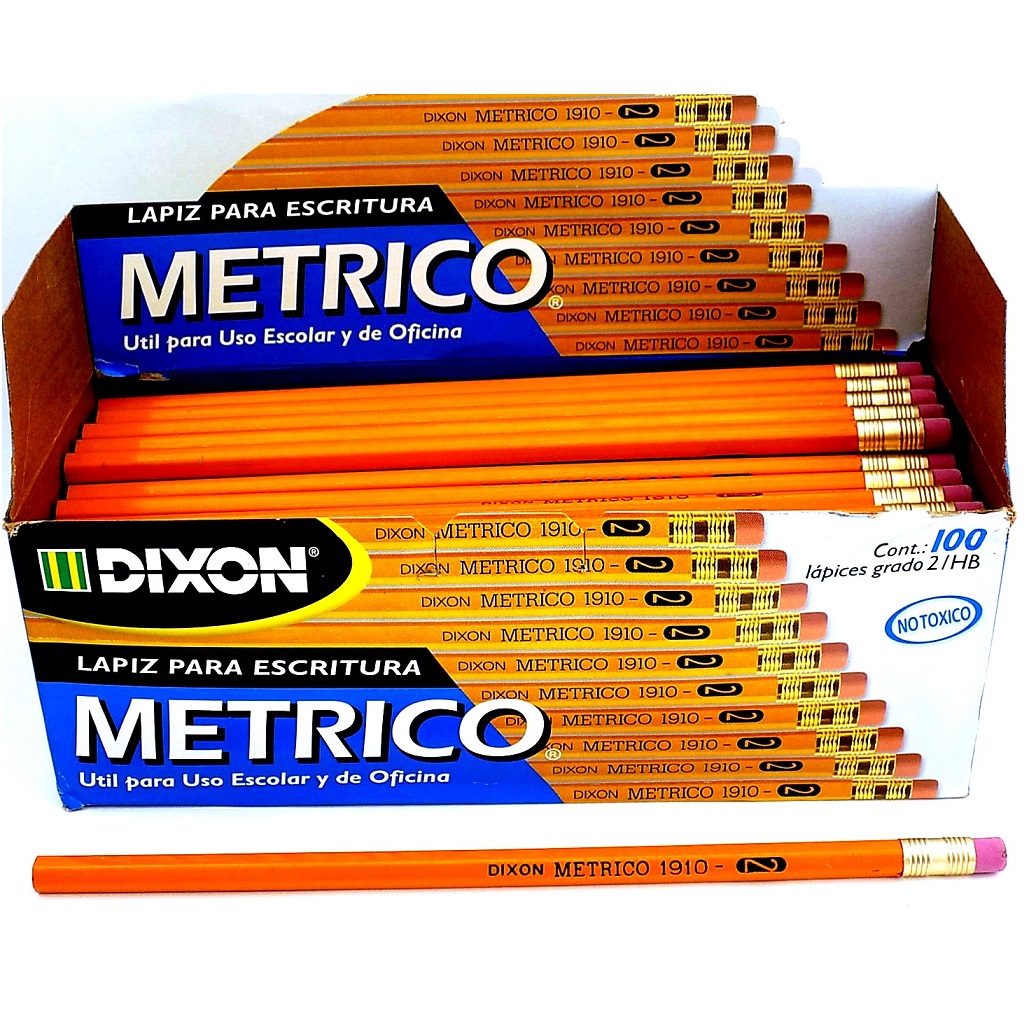 DIXON METRICO 1910 - 2
DIXON METRICO 1910 - 2
DIXON METRICO 1910 - 2
DIXON METRICO 1910 - 2
DIXON METRICO 1910 - 2
DIXON METRICO 1910 - 2
METRICO 1910 - 2
DIXON METRICO 1910 - 2
DIXON METRICO 1910 - 2
LAPIZ PARA ESCRITURA
METRICO®
Util para Uso Escolar y de Oficina
DIXON METRICO 1910
DIXON®
DIXON METRICO 1910 - 2
DIXON METRICO 1910 - 2
DIXON METRICO 1910 - 2
DIXON METRICO 1910 - 2
DIXON METRICO 1910 - 2
DIXON METRICO 1910 - 2
METRICO 1910 - 2
METRICO 1910 - 2
DIXON METRICO 1910 - 2
DIXON METRICO 1910 - 2
Cont.: 100
lápices grado 2/HB
NO TOXICO
LAPIZ PARA ESCRITURA
METRICO®
Util para Uso Escolar y de Oficina
DIXON METRICO 1910 - 2